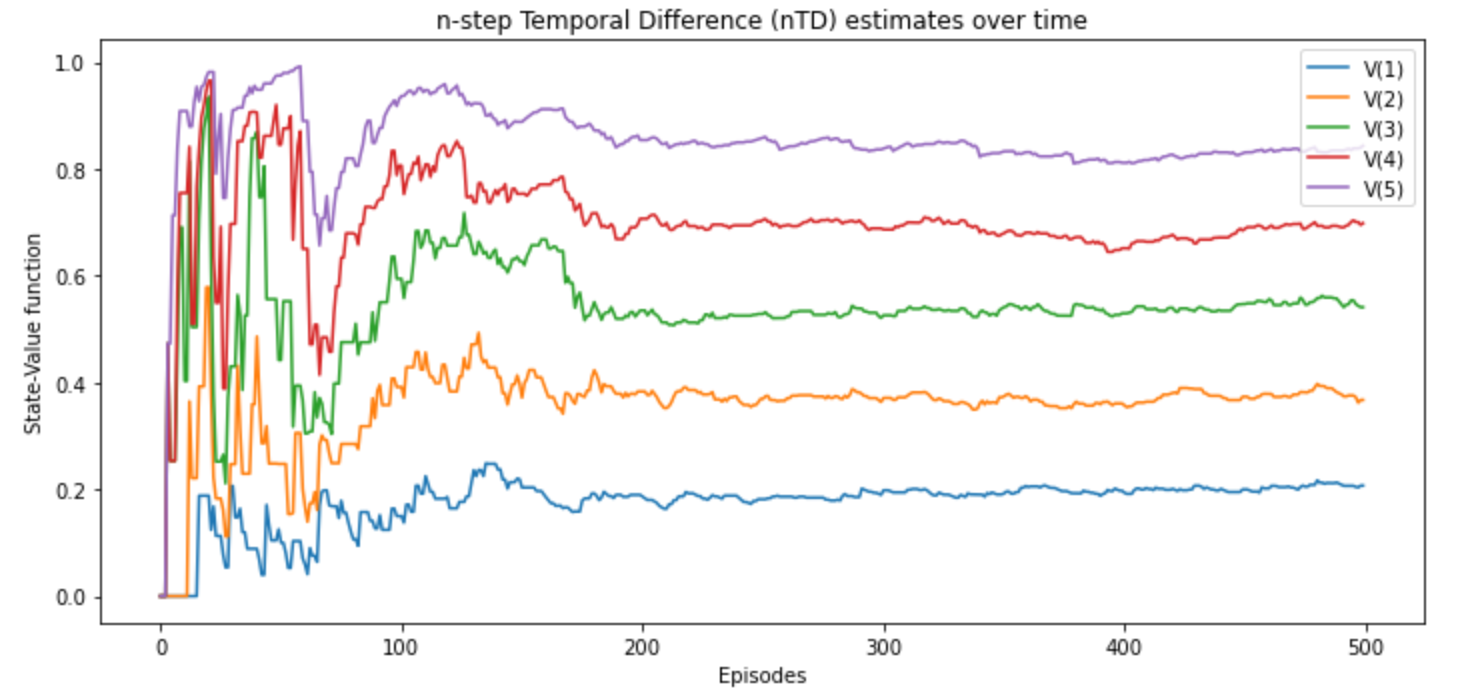 n-step Temporal Difference (nTD) estimates over time
V(1)
V(2)
V(3)
V(4)
V(5)
State-Value function
1.0
0.8
0.6
0.4
0.2
0.0
0 100 200 300 400 500
Episodes